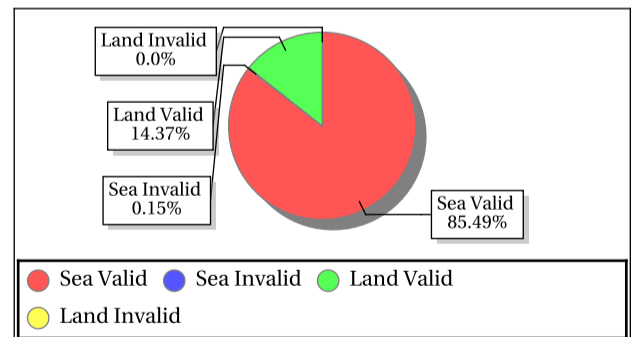 Land Invalid
0.0%
Land Valid
14.37%
Sea Invalid
0.15%
Sea Valid
85.49%
Sea Valid Sea Invalid Land Valid
Land Invalid